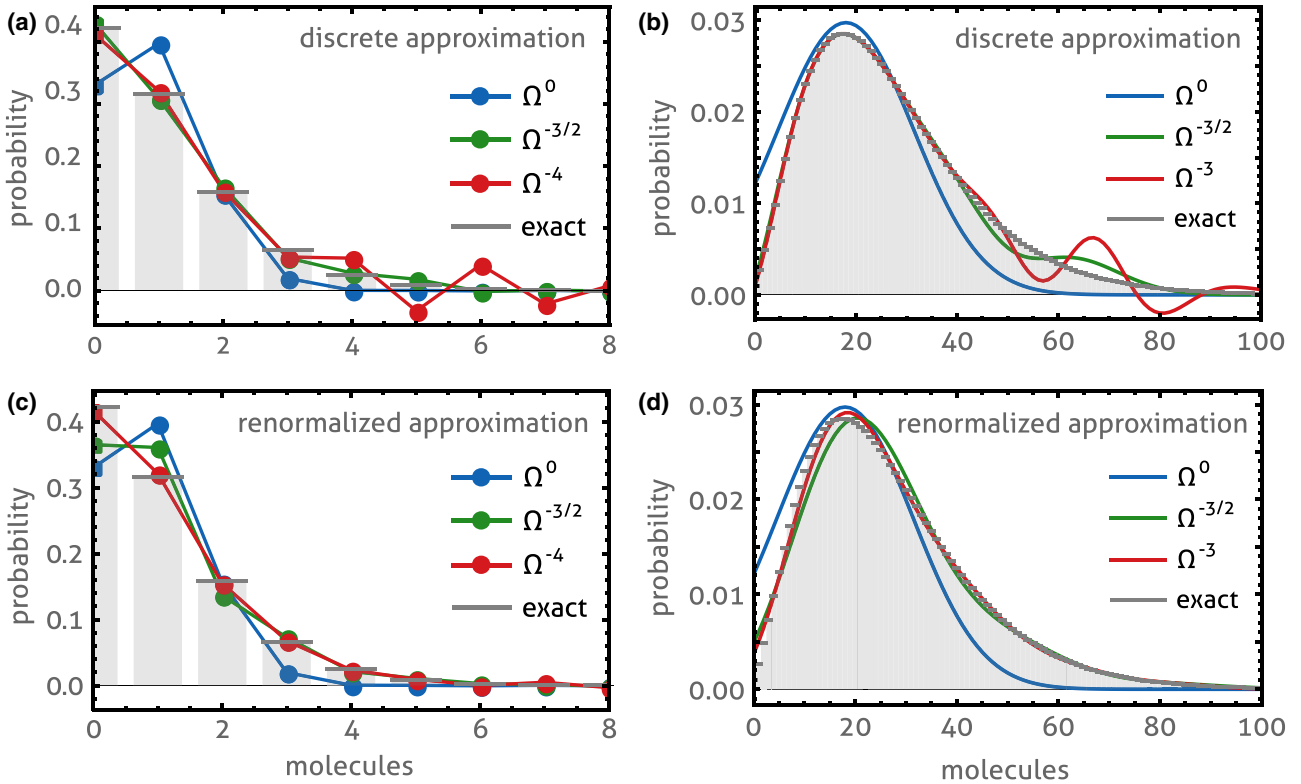 (a)
discrete approximation
probability
0.4
0.3
0.2
0.1
0.0
Ω^0
Ω^-3/2
Ω^-4
exact
0 2 4 6 8
(b)
discrete approximation
probability
0.03
0.02
0.01
0.00
Ω^0
Ω^-3/2
Ω^-3
exact
0 20 40 60 80 100
(c)
renormalized approximation
probability
0.4
0.3
0.2
0.1
0.0
Ω^0
Ω^-3/2
Ω^-4
exact
0 2 4 6 8
molecules
(d)
renormalized approximation
probability
0.03
0.02
0.01
0.00
Ω^0
Ω^-3/2
Ω^-3
exact
0 20 40 60 80 100
molecules